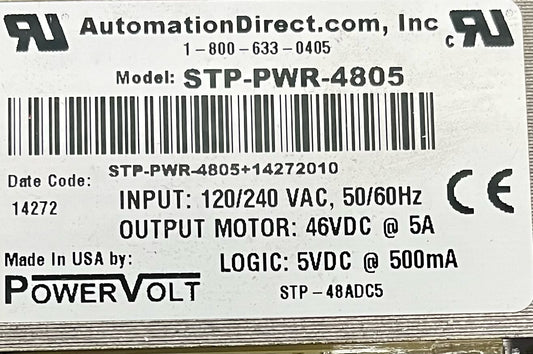 AutomationDirect.com, Inc
1-800-633-0405
c
Model: STP-PWR-4805
STP-PWR-4805+14272010
Date Code:
14272
INPUT: 120/240 VAC, 50/60Hz
OUTPUT MOTOR: 46VDC @ 5A
CE
Made In USA by:
POWERVOLT
LOGIC: 5VDC @ 500mA
STP-48ADC5